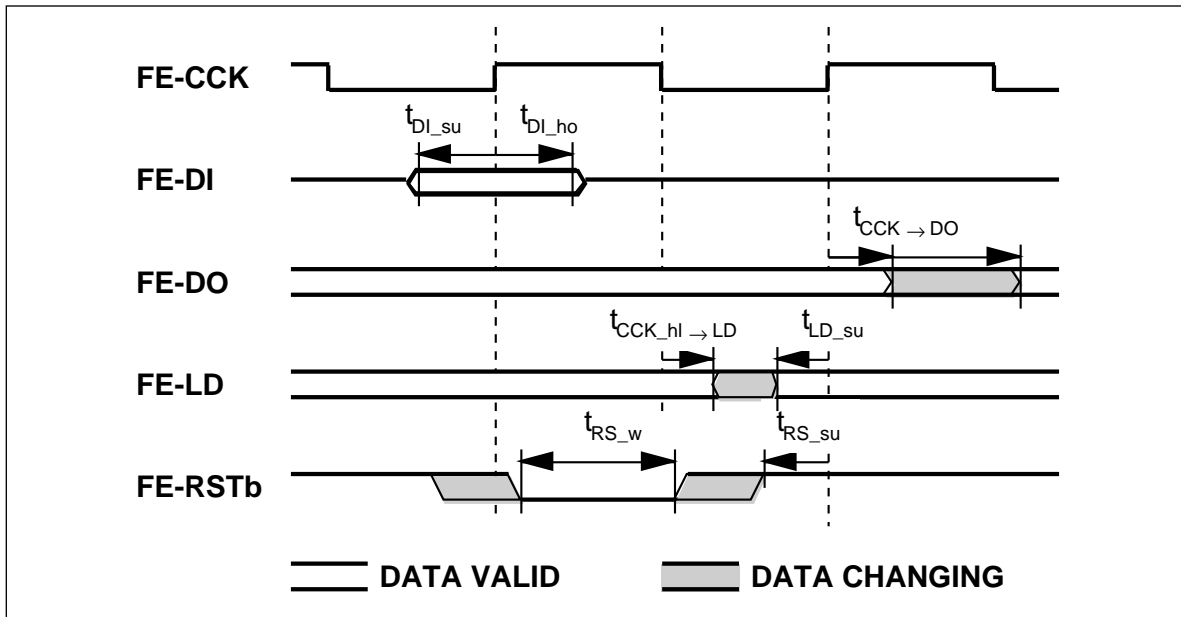 FE-CCK
t_DI_su t_DI_ho
FE-DI
t_CCK → DO
FE-DO
t_CCK_hl → LD t_LD_su
FE-LD
t_RS_w t_RS_su
FE-RSTb
DATA VALID DATA CHANGING